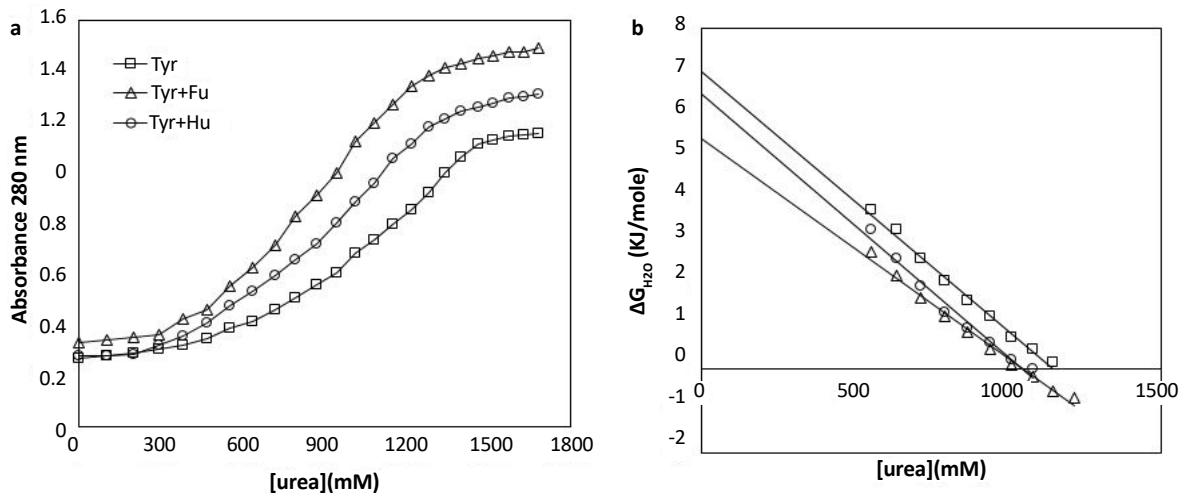 a
1.6
1.4
1.2
0
0.8
0.6
0.4
0.2
0
Absorbance 280 nm
Tyr
Tyr+Fu
Tyr+Hu
0 300 600 900 1200 1500 1800
[urea](mM)
b
8
7
6
5
4
3
2
1
0
-1
-2
ΔG_H2O (KJ/mole)
0 500 1000 1500
[urea](mM)